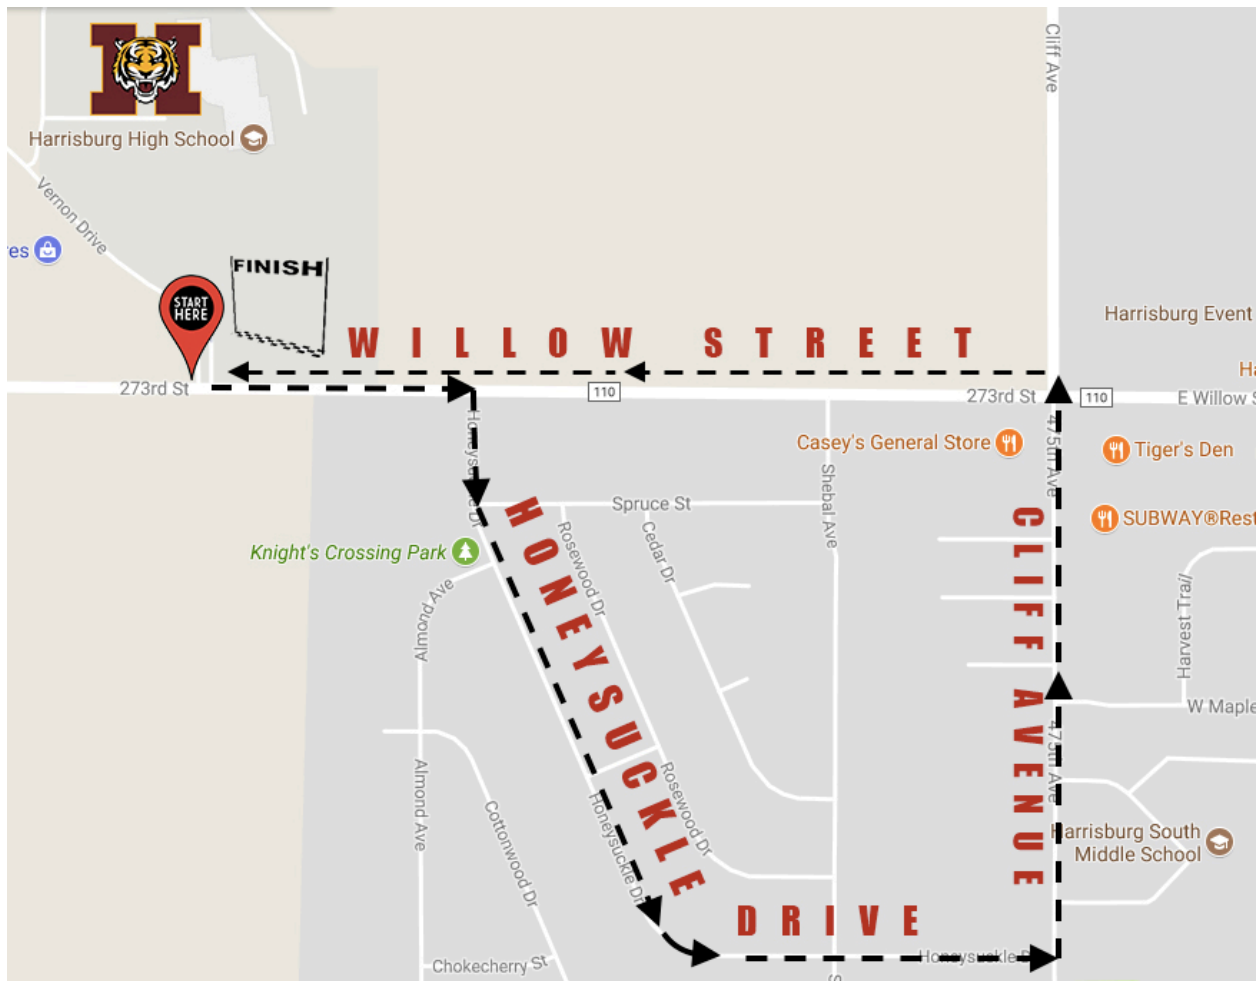 H
Harrisburg High School
Vernon Drive
res
START
HERE
FINISH
WILLOW STREET
273rd St
110
273rd St
110
E Willow S
Cliff Ave
Harrisburg Event
Ha
Casey's General Store
Tiger's Den
SUBWAY®Rest
475th Ave
Honeysuckle Dr
Spruce St
Shebal Ave
Knight's Crossing Park
Rosewood Dr
Cedar Dr
Almond Ave
HONEYSUCKLE
CLIFF AVENUE
Harvest Trail
W Maple
475th Ave
Almond Ave
Cottonwood Dr
Honeysuckle Dr
Rosewood Dr
Harrisburg South
Middle School
DRIVE
Honeysuckle D
Chokecherry St
S